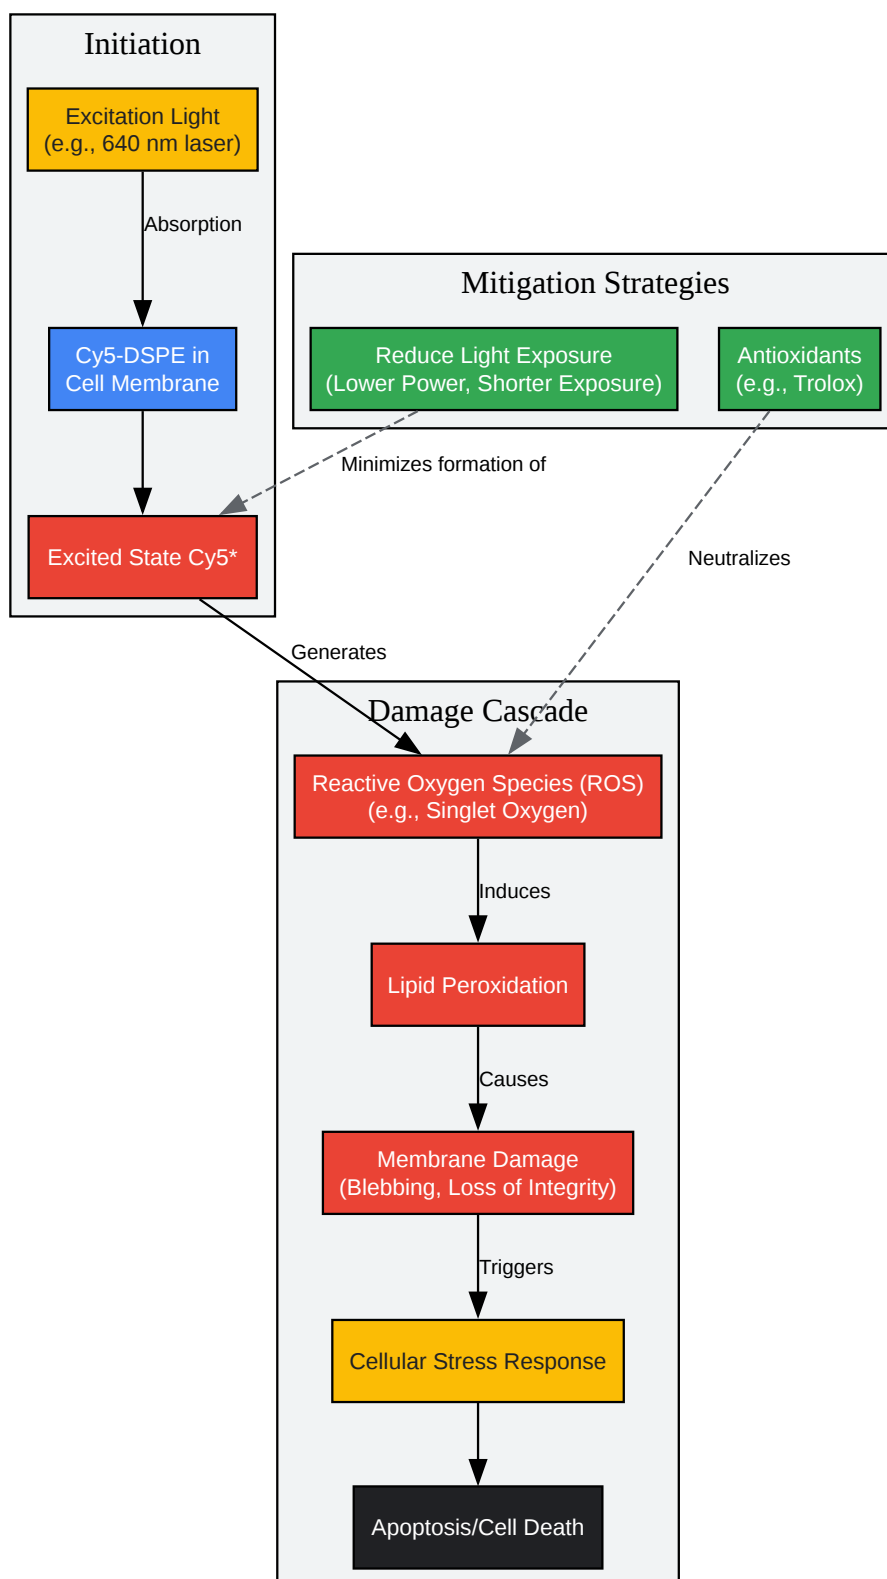 Initiation
Excitation Light
(e.g., 640 nm laser)
Absorption
Cy5-DSPE in
Cell Membrane
Excited State Cy5*
Mitigation Strategies
Reduce Light Exposure
(Lower Power, Shorter Exposure)
Antioxidants
(e.g., Trolox)
Minimizes formation of
Neutralizes
Generates
Damage Cascade
Reactive Oxygen Species (ROS)
(e.g., Singlet Oxygen)
Induces
Lipid Peroxidation
Causes
Membrane Damage
(Blebbing, Loss of Integrity)
Triggers
Cellular Stress Response
Apoptosis/Cell Death